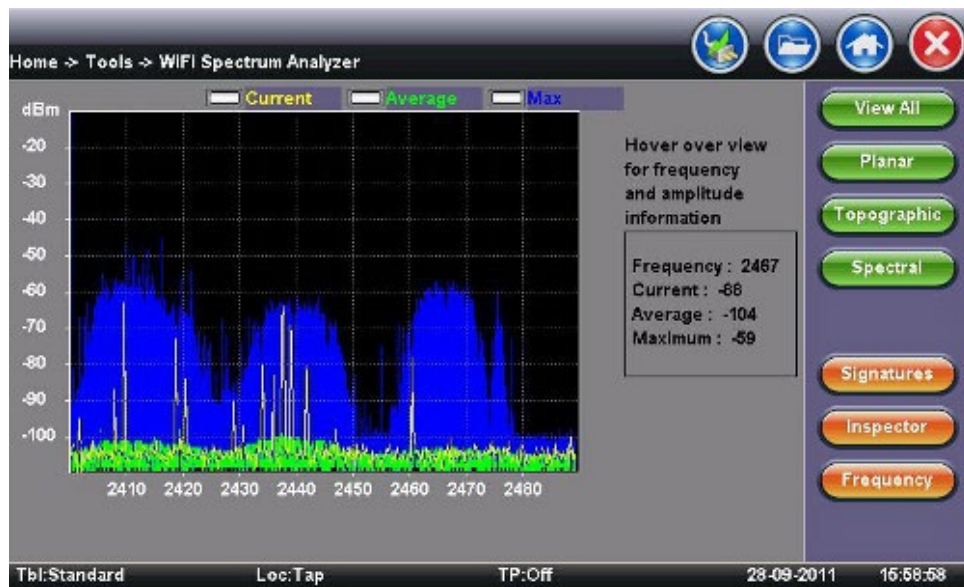 Home -> Tools -> WiFi Spectrum Analyzer
Current Average Max
dBm
-20
-30
-40
-50
-60
-70
-80
-90
-100
2410 2420 2430 2440 2450 2460 2470 2480
Hover over view
for frequency
and amplitude
information
Frequency : 2467
Current : -68
Average : -104
Maximum : -59
View All
Planar
Topographic
Spectral
Signatures
Inspector
Frequency
Tbl:Standard Loc:Tap TP:Off 28-09-2011 15:58:58